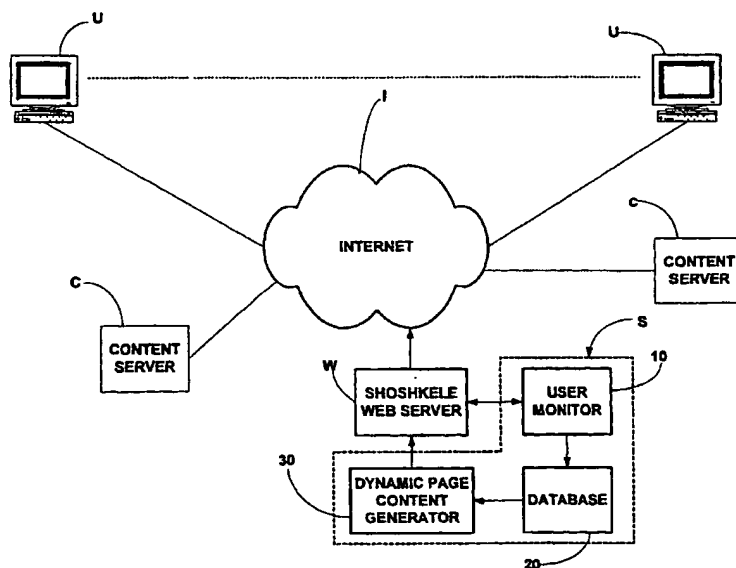 U
U
I
INTERNET
c
CONTENT
SERVER
C
CONTENT
SERVER
S
W
SHOSHKELE
WEB SERVER
USER
MONITOR
10
30
DYNAMIC PAGE
CONTENT
GENERATOR
DATABASE
20